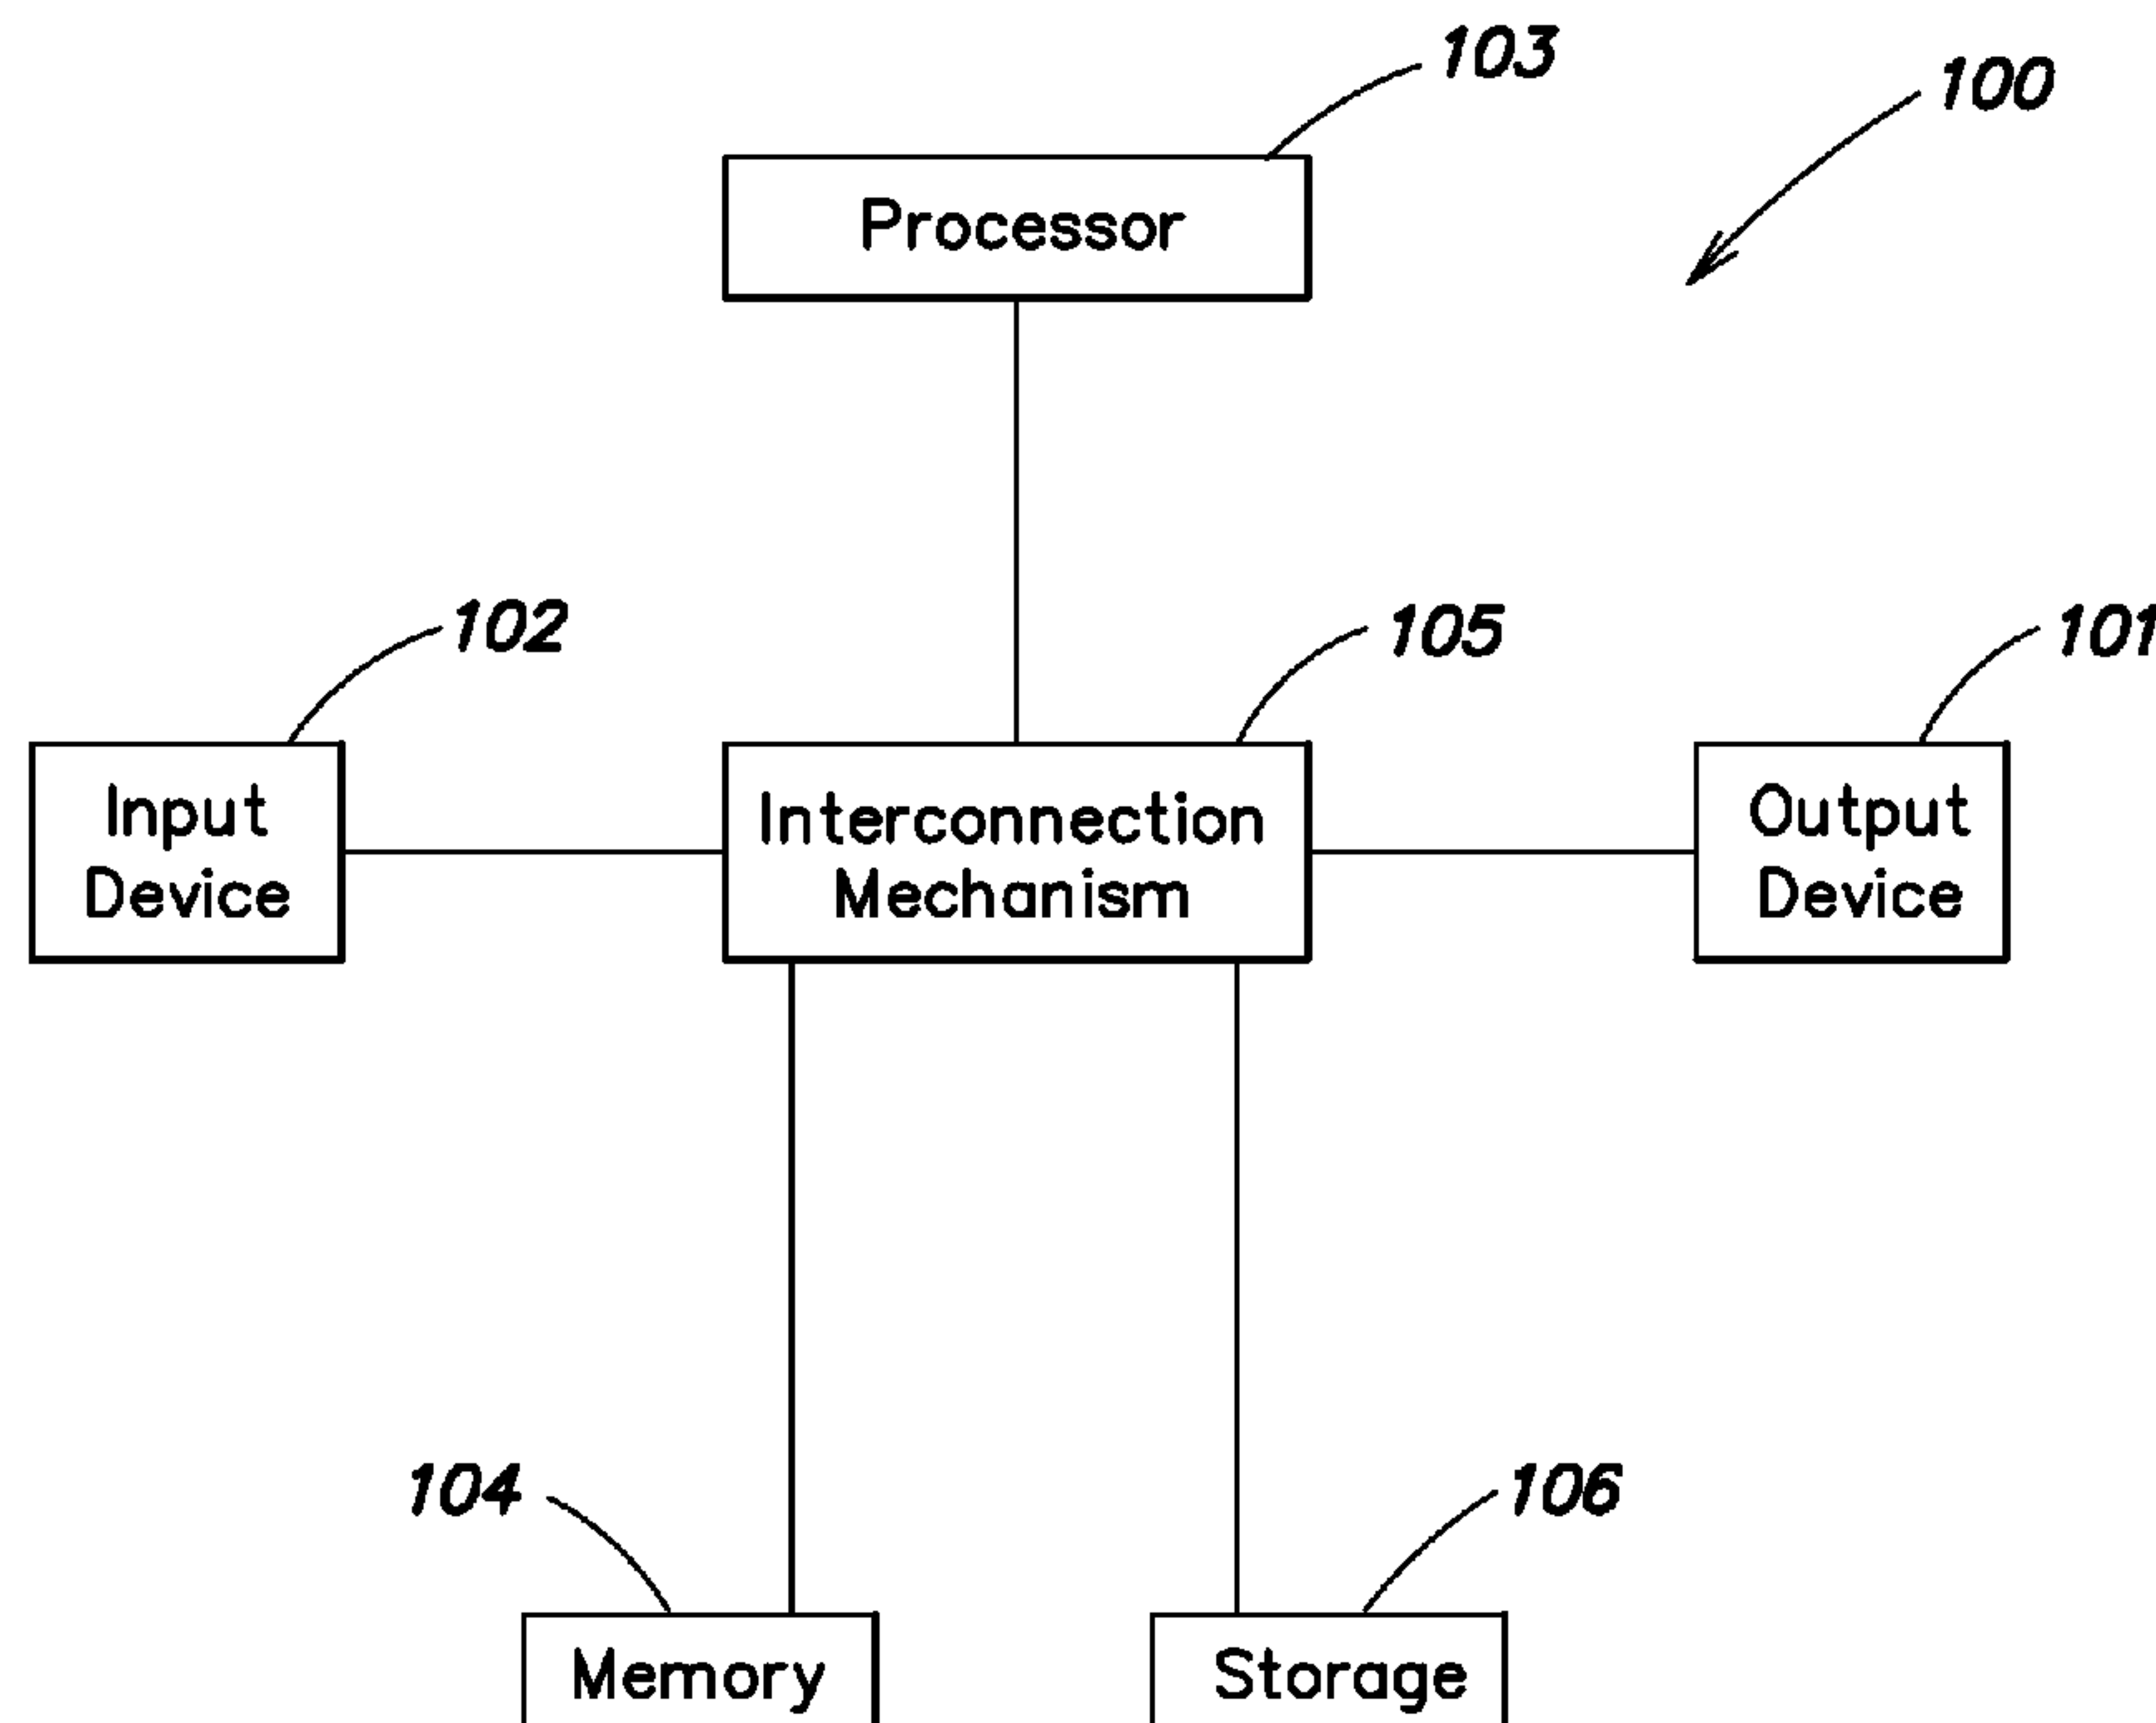 103
100
Processor
102
105
101
Input
Device
Interconnection
Mechanism
Output
Device
104
106
Memory
Storage